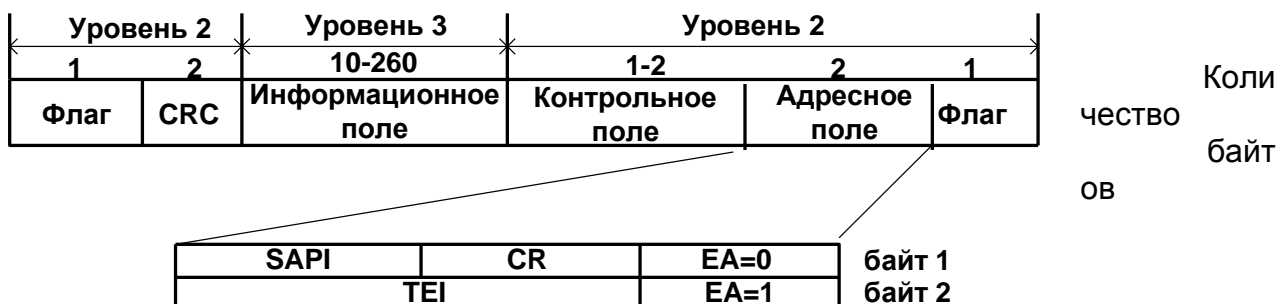 Уровень 2 Уровень 3 Уровень 2
1 2 10-260 1-2 2 1
Флаг CRC Информационное поле Контрольное поле Адресное поле Флаг
Коли
чество
байт
ов
SAPI CR EA=0 байт 1
TEI EA=1 байт 2